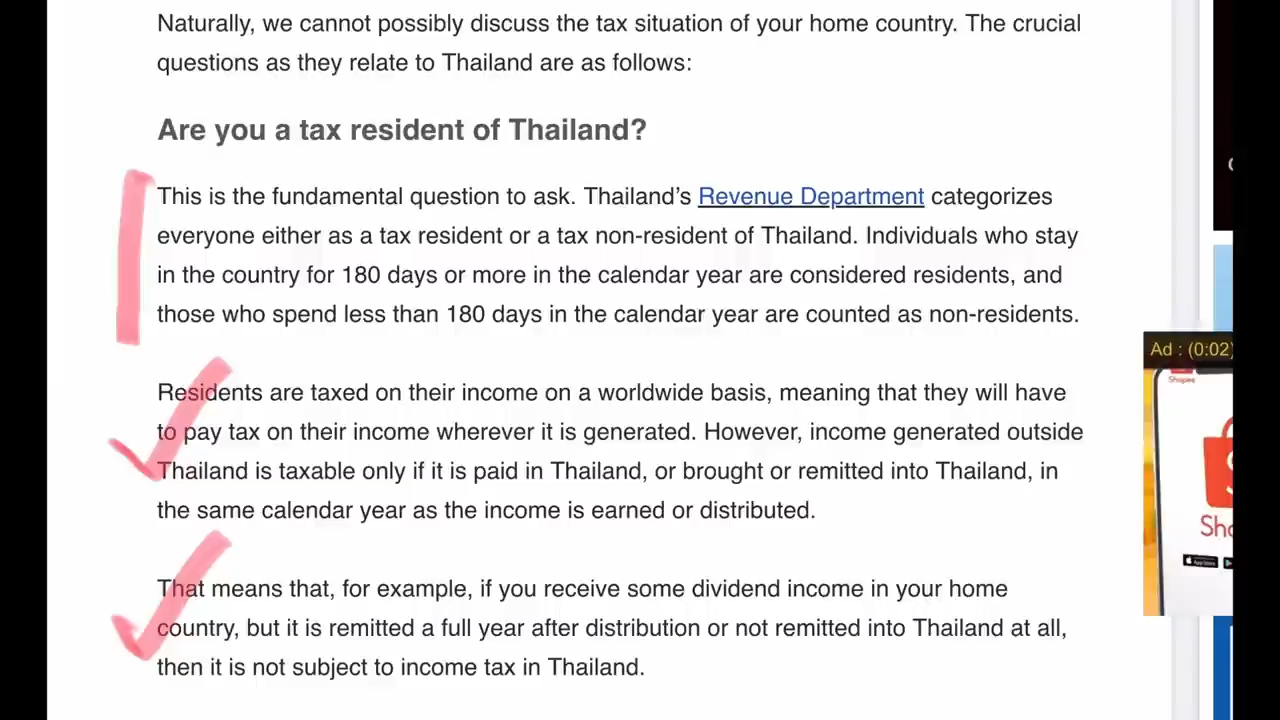 Naturally, we cannot possibly discuss the tax situation of your home country. The crucial
questions as they relate to Thailand are as follows:
Are you a tax resident of Thailand?
This is the fundamental question to ask. Thailand’s Revenue Department categorizes
everyone either as a tax resident or a tax non-resident of Thailand. Individuals who stay
in the country for 180 days or more in the calendar year are considered residents, and
those who spend less than 180 days in the calendar year are counted as non-residents.
Ad : (0:02)
Shopee
Residents are taxed on their income on a worldwide basis, meaning that they will have
to pay tax on their income wherever it is generated. However, income generated outside
Thailand is taxable only if it is paid in Thailand, or brought or remitted into Thailand, in
the same calendar year as the income is earned or distributed.
Sho
App Store
That means that, for example, if you receive some dividend income in your home
country, but it is remitted a full year after distribution or not remitted into Thailand at all,
then it is not subject to income tax in Thailand.